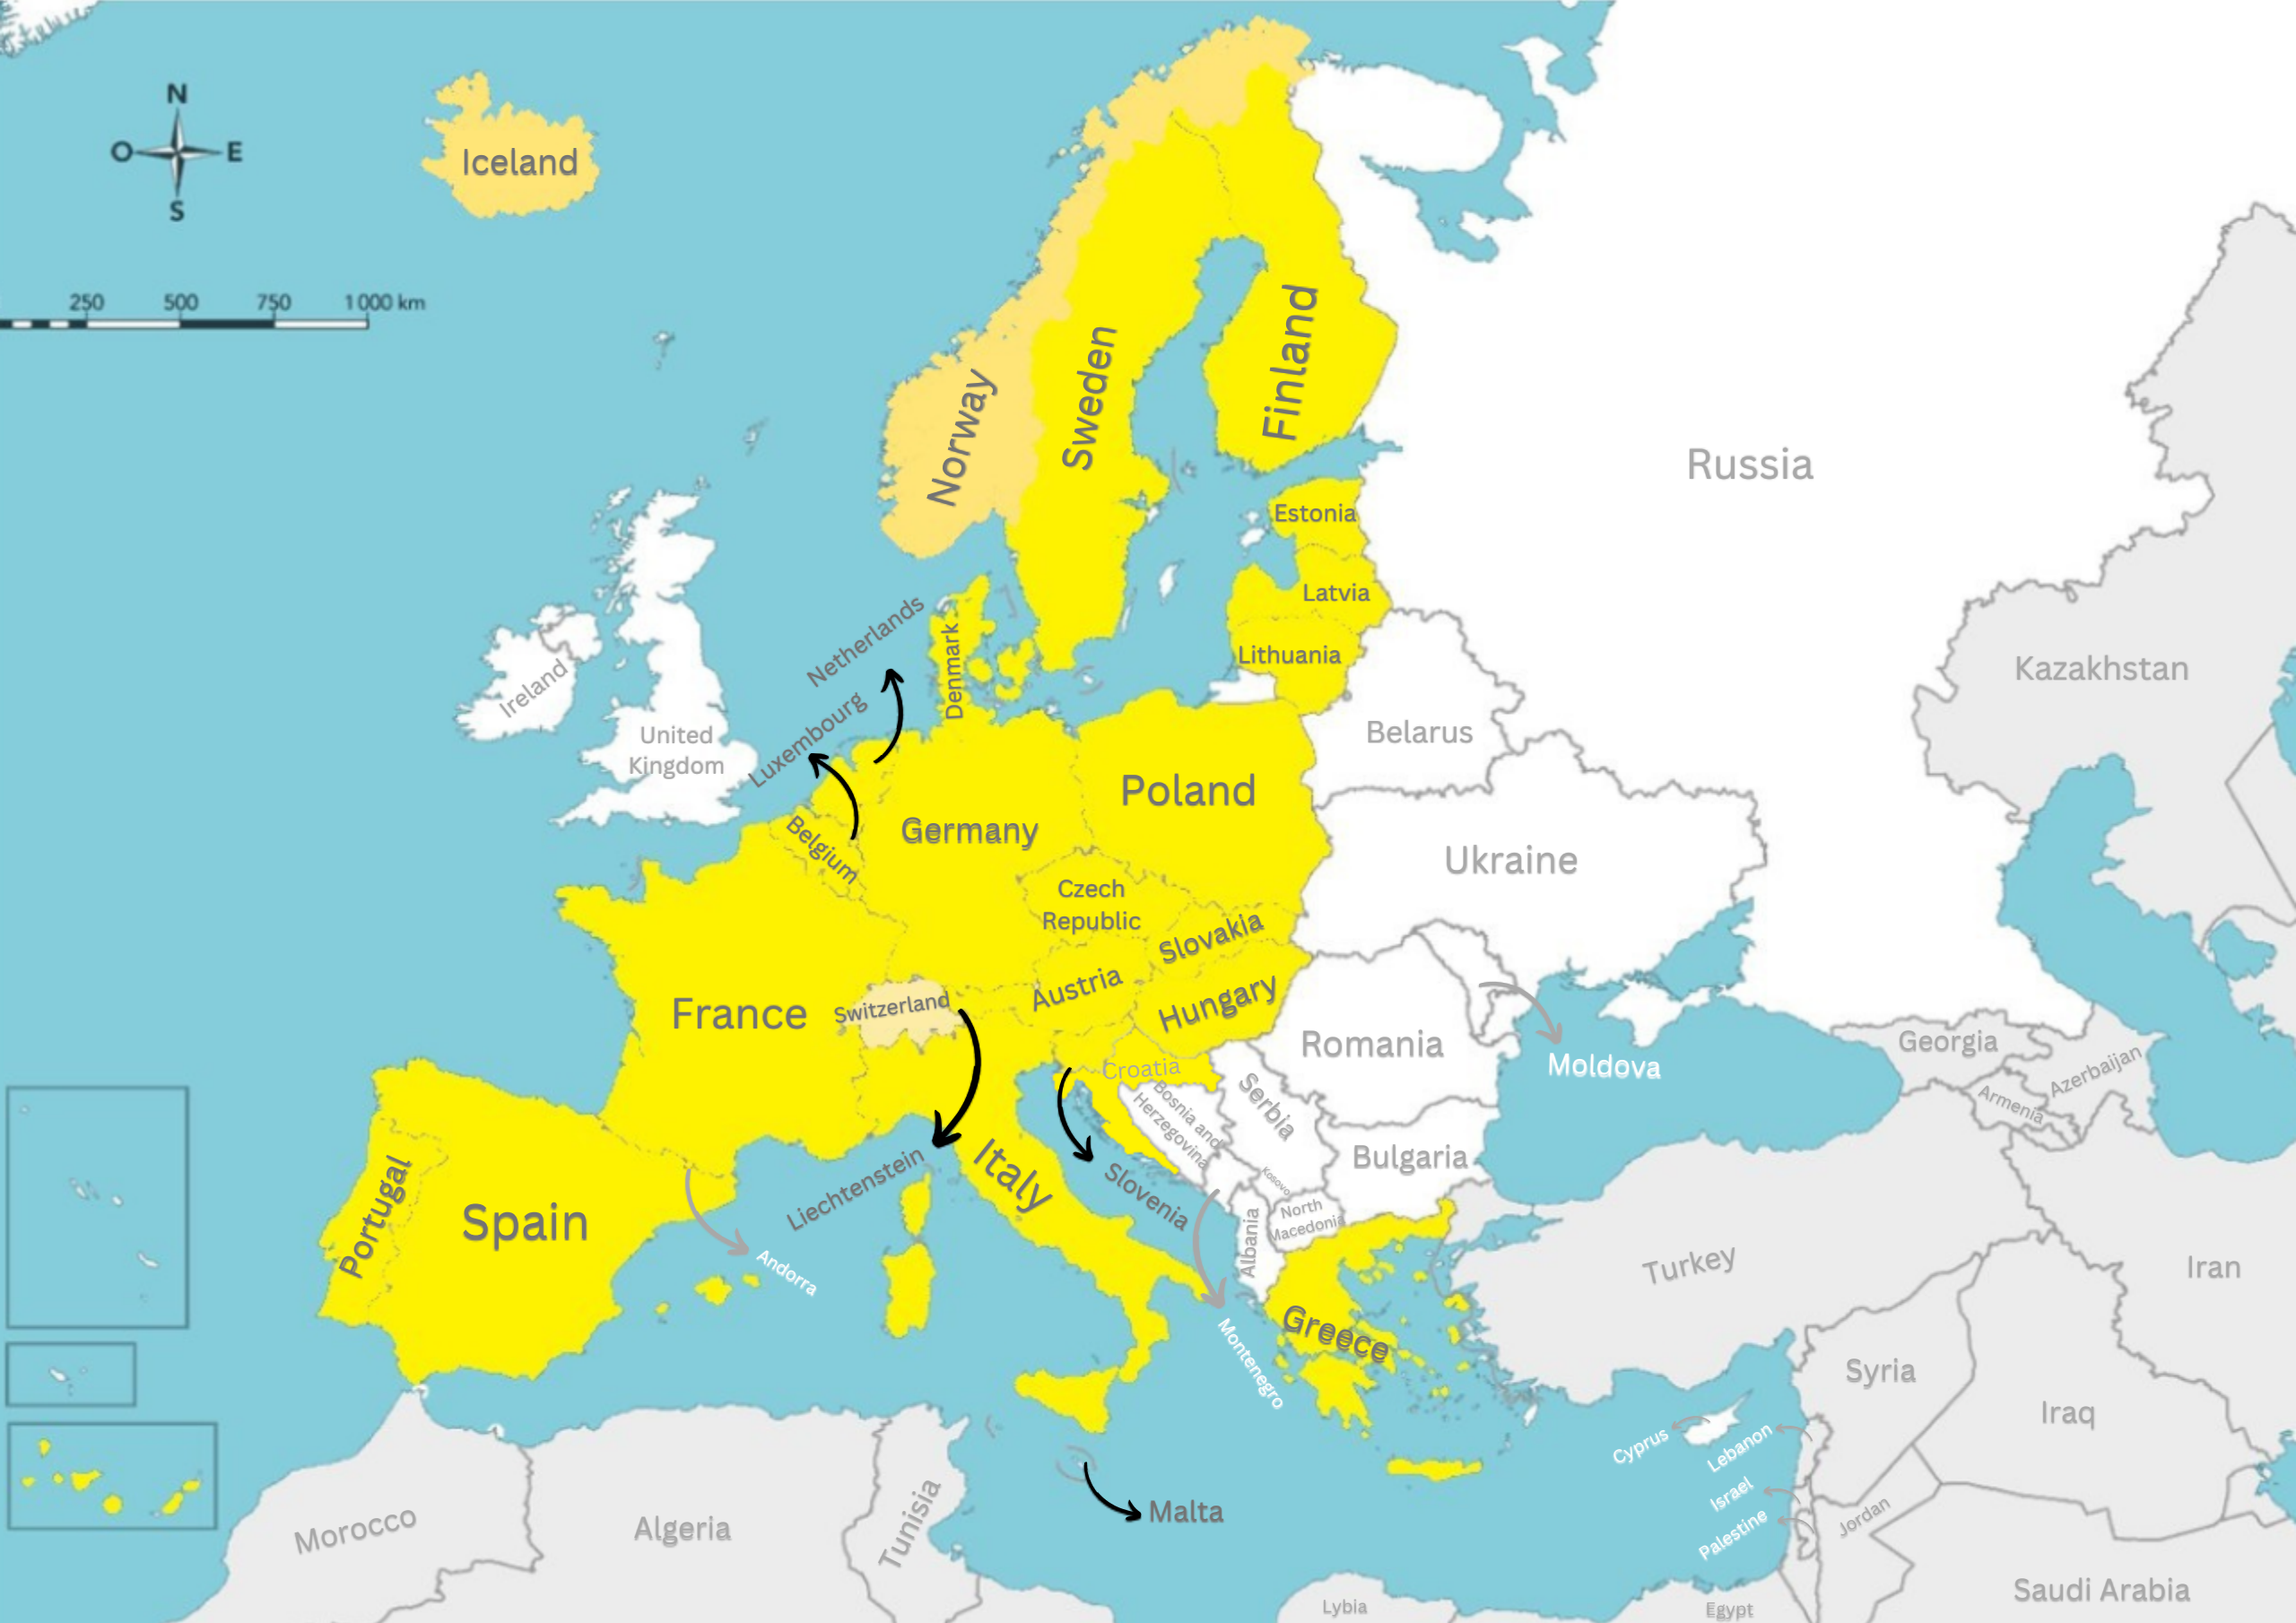 N
O
E
S
250
500
750
1 000 km
Iceland
Norway
Sweden
Finland
Russia
Estonia
Latvia
Lithuania
Kazakhstan
Ireland
United
Kingdom
Netherlands
Luxembourg
Denmark
Belarus
Belgium
Germany
Poland
Ukraine
Czech
Republic
Slovakia
Austria
Hungary
France
Switzerland
Romania
Moldova
Georgia
Azerbaijan
Armenia
Croatia
Bosnia and
Herzegovina
Serbia
Bulgaria
Kosovo
Portugal
Spain
Andorra
Liechtenstein
Italy
Slovenia
Montenegro
Albania
North
Macedonia
Greece
Turkey
Iran
Syria
Iraq
Cyprus
Lebanon
Israel
Palestine
Jordan
Malta
Morocco
Algeria
Tunisia
Lybia
Egypt
Saudi Arabia